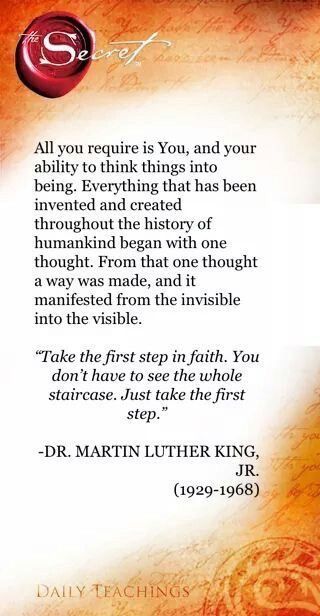 the Secret™
All you require is You, and your
ability to think things into
being. Everything that has been
invented and created
throughout the history of
humankind began with one
thought. From that one thought
a way was made, and it
manifested from the invisible
into the visible.
“Take the first step in faith. You
don’t have to see the whole
staircase. Just take the first
step.”
-DR. MARTIN LUTHER KING,
JR.
(1929-1968)
DAILY TEACHINGS